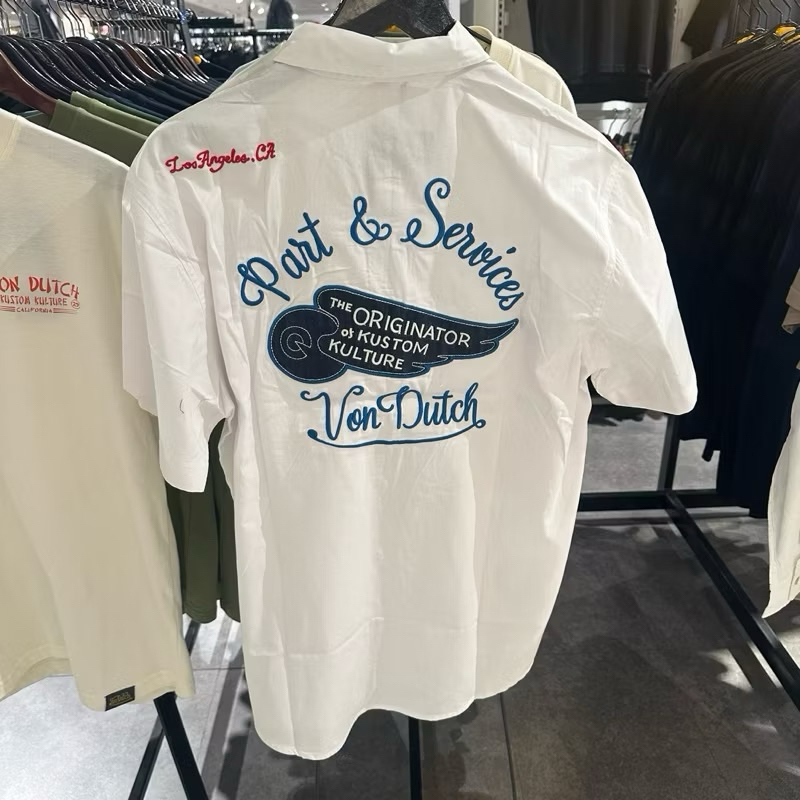 Los Angeles, CA
Part & Services
THE ORIGINATOR
of KUSTOM
KULTURE
Von Dutch
ON DUTCH
KUSTOM KULTURE
CALIFORNIA